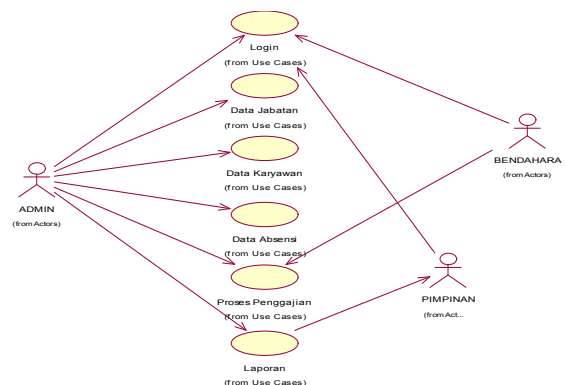 Login
(from Use Cases)
Data Jabatan
(from Use Cases)
Data Karyawan
(from Use Cases)
Data Absensi
(from Use Cases)
Proses Penggajian
(from Use Cases)
Laporan
(from Use Cases)
ADMIN
(from Actors)
BENDAHARA
(from Actors)
PIMPINAN
(from Act...